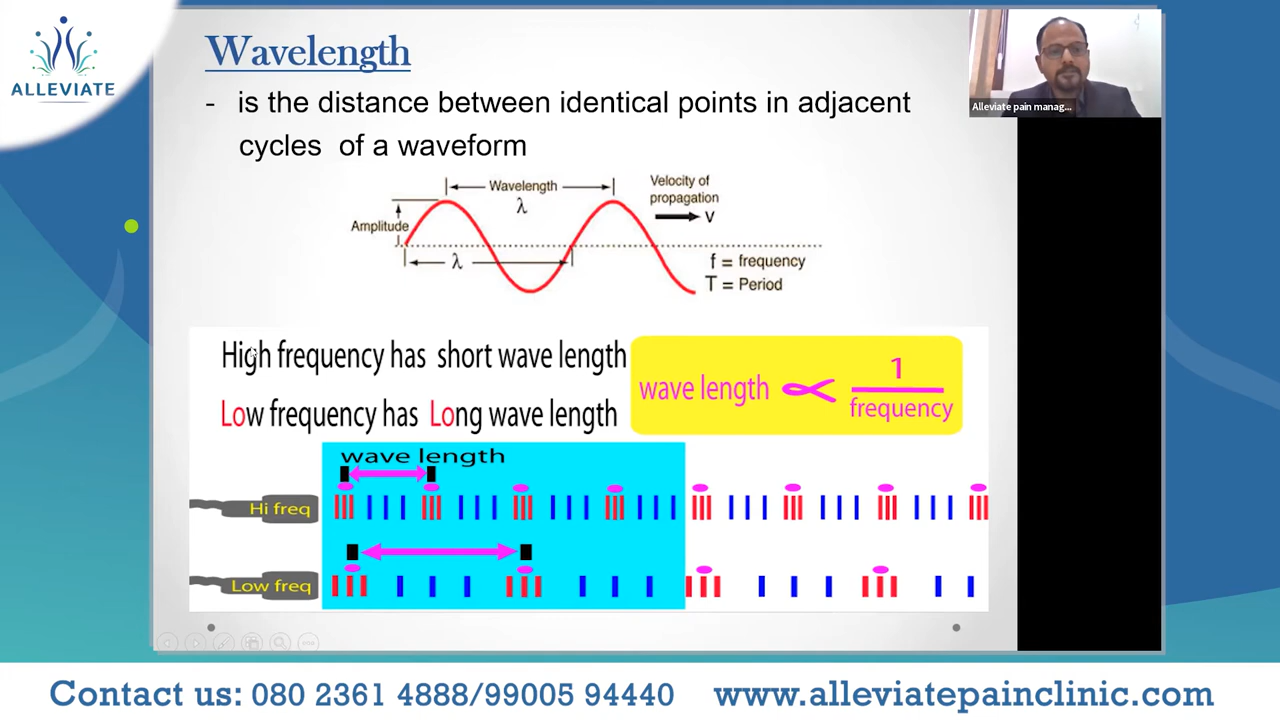 ALLEVIATE
Wavelength
- is the distance between identical points in adjacent
cycles of a waveform
Wavelength
λ
Velocity of
propagation
V
Amplitude
λ
f = frequency
T = Period
High frequency has short wave length
Low frequency has Long wave length
wave length ∝ 1
frequency
wave length
Hi freq
Low freq
Alleviate pain manag...
Contact us: 080 2361 4888/99005 94440 www.alleviatepainclinic.com